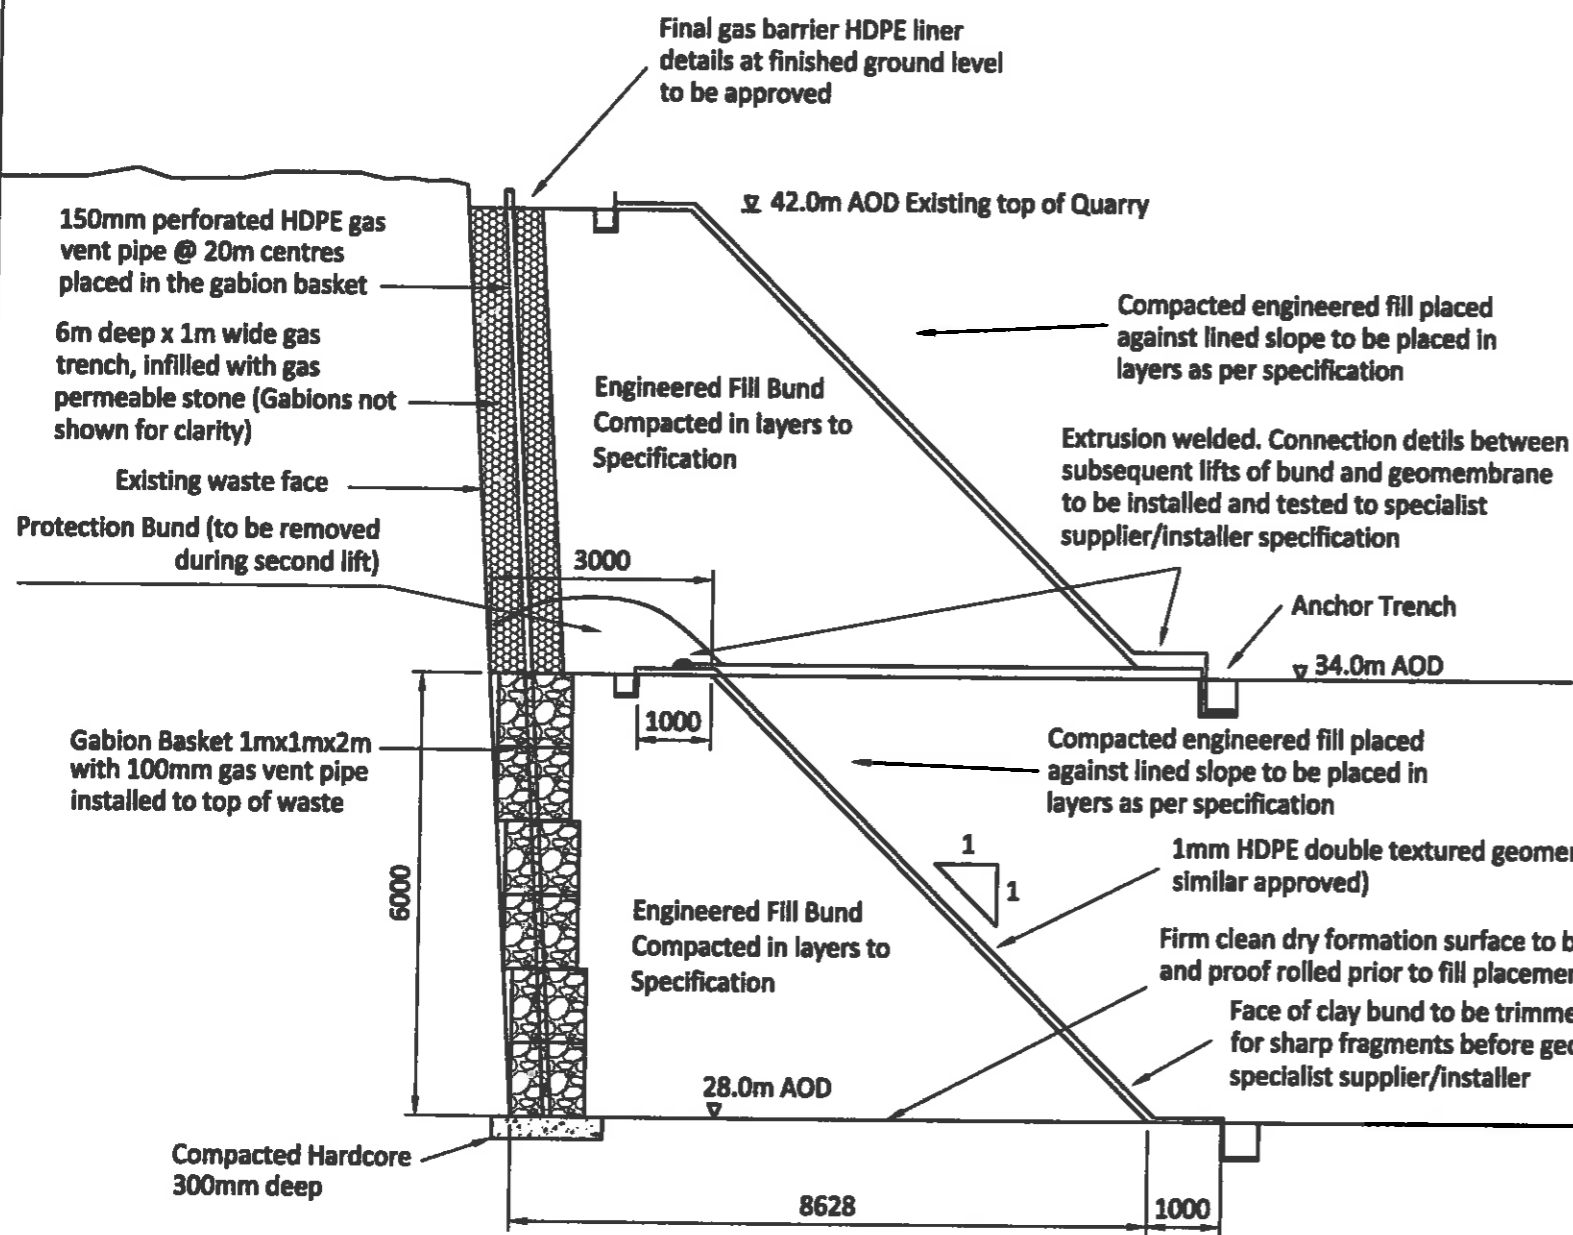 Final gas barrier HDPE liner
details at finished ground level
to be approved
42.0m AOD Existing top of Quarry
150mm perforated HDPE gas
vent pipe @ 20m centres
placed in the gabion basket
6m deep x 1m wide gas
trench, infilled with gas
permeable stone (Gabions not
shown for clarity)
Existing waste face
Protection Bund (to be removed
during second lift)
Engineered Fill Bund
Compacted in layers to
Specification
Compacted engineered fill placed
against lined slope to be placed in
layers as per specification
Extrusion welded. Connection detils between
subsequent lifts of bund and geomembrane
to be installed and tested to specialist
supplier/installer specification
3000
Anchor Trench
34.0m AOD
1000
Gabion Basket 1mx1mx2m
with 100mm gas vent pipe
installed to top of waste
6000
Compacted engineered fill placed
against lined slope to be placed in
layers as per specification
1
1
1mm HDPE double textured geomem
similar approved)
Engineered Fill Bund
Compacted in layers to
Specification
Firm clean dry formation surface to b
and proof rolled prior to fill placemen
Face of clay bund to be trimme
for sharp fragments before geo
specialist supplier/installer
28.0m AOD
Compacted Hardcore
300mm deep
8628
1000